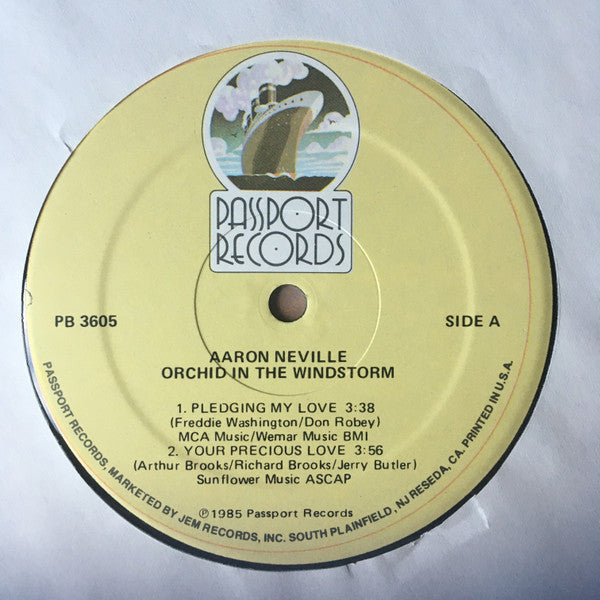 PASSPORT
RECORDS
PB 3605
SIDE A
AARON NEVILLE
ORCHID IN THE WINDSTORM
1. PLEDGING MY LOVE 3:38
(Freddie Washington/Don Robey)
MCA Music/Wemar Music BMI
2. YOUR PRECIOUS LOVE 3:56
(Arthur Brooks/Richard Brooks/Jerry Butler)
Sunflower Music ASCAP
℗1985 Passport Records
PASSPORT RECORDS, MARKETED BY JEM RECORDS, INC. SOUTH PLAINFIELD, NJ RESEDA, CA. PRINTED IN U.S.A.